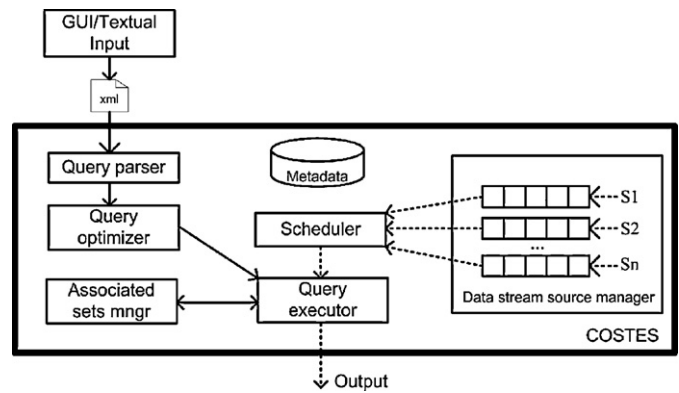 GUI/Textual
Input
xml
Query parser
Metadata
Query
optimizer
Scheduler
S1
S2
...
Sn
Data stream source manager
Associated
sets mngr
Query
executor
COSTES
Output